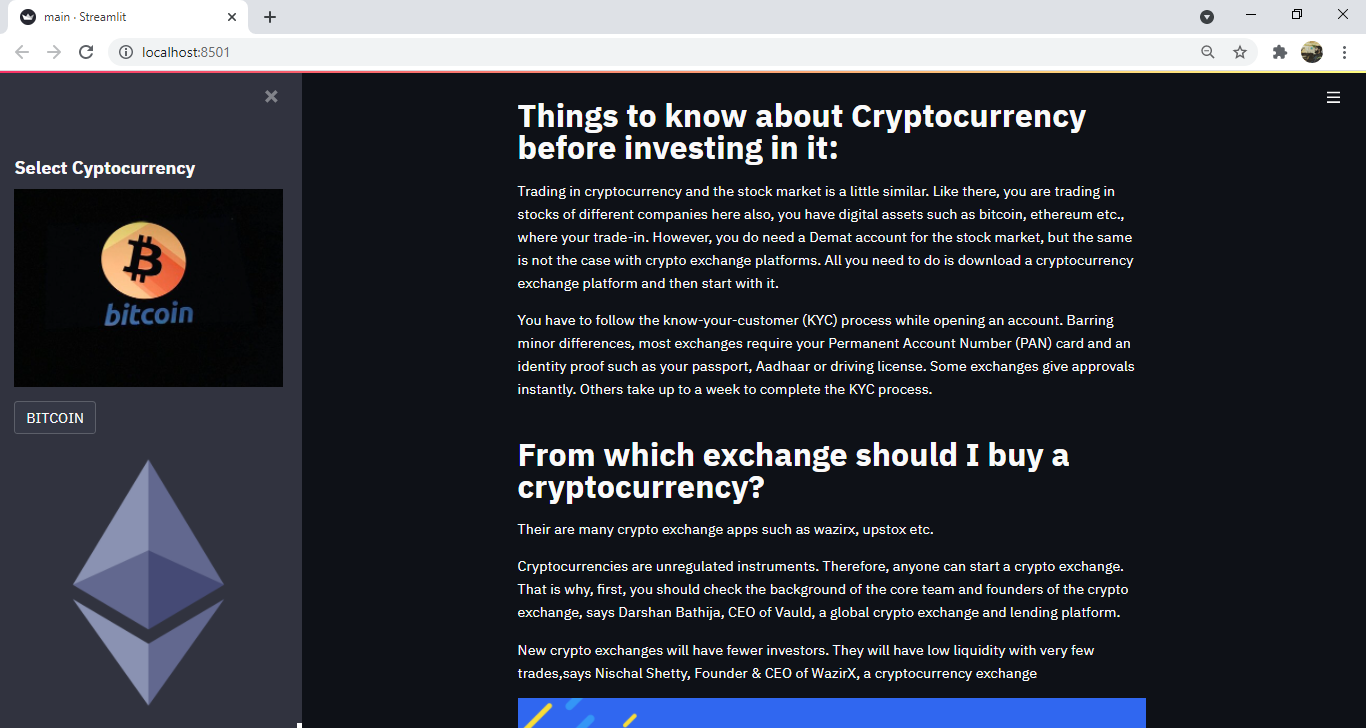 main · Streamlit
localhost:8501
Select Cyptocurrency
bitcoin
BITCOIN
Things to know about Cryptocurrency
before investing in it:
Trading in cryptocurrency and the stock market is a little similar. Like there, you are trading in
stocks of different companies here also, you have digital assets such as bitcoin, ethereum etc.,
where your trade-in. However, you do need a Demat account for the stock market, but the same
is not the case with crypto exchange platforms. All you need to do is download a cryptocurrency
exchange platform and then start with it.
You have to follow the know-your-customer (KYC) process while opening an account. Barring
minor differences, most exchanges require your Permanent Account Number (PAN) card and an
identity proof such as your passport, Aadhaar or driving license. Some exchanges give approvals
instantly. Others take up to a week to complete the KYC process.
From which exchange should I buy a
cryptocurrency?
Their are many crypto exchange apps such as wazirx, upstox etc.
Cryptocurrencies are unregulated instruments. Therefore, anyone can start a crypto exchange.
That is why, first, you should check the background of the core team and founders of the crypto
exchange, says Darshan Bathija, CEO of Vauld, a global crypto exchange and lending platform.
New crypto exchanges will have fewer investors. They will have low liquidity with very few
trades,says Nischal Shetty, Founder & CEO of WazirX, a cryptocurrency exchange